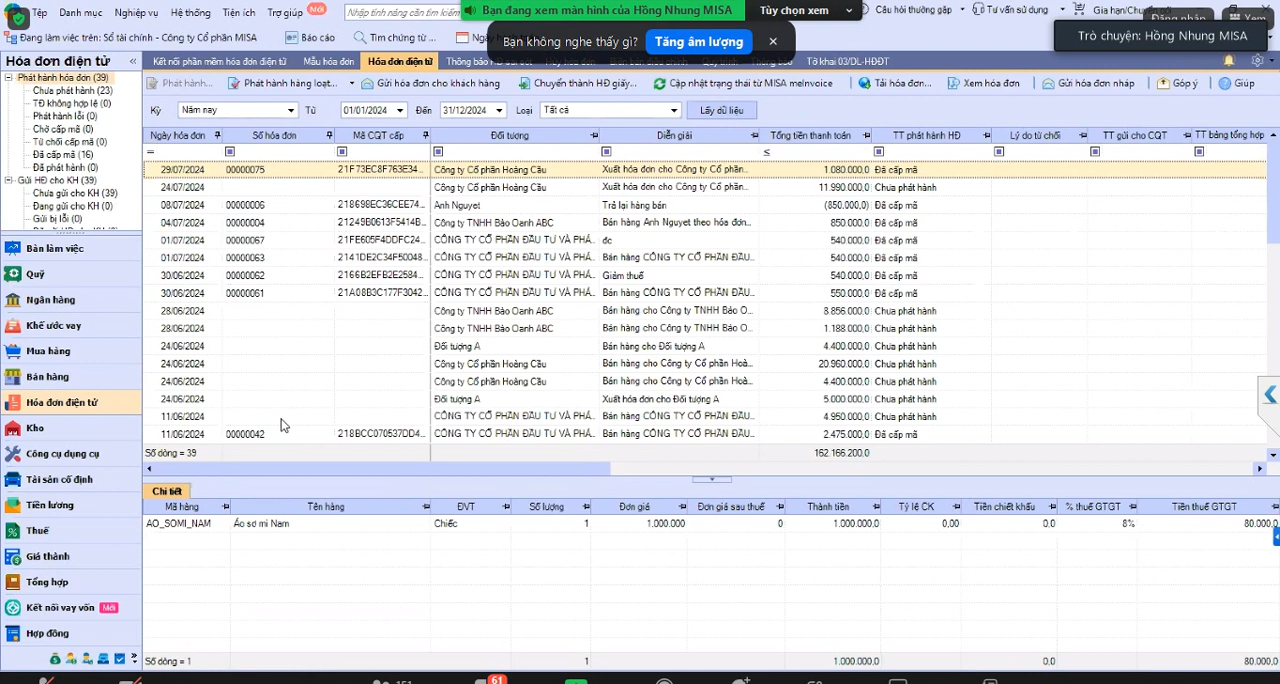 Tệp Danh mục Nghiệp vụ Hệ thống Tiện ích Trợ giúp Mới Nhập tính năng cần tìm kiếm
Bạn đang xem màn hình của Hồng Nhung MISA Tùy chọn xem
Câu hỏi thường gặp Tư vấn sử dụng
Đăng nhập Xem
Đang làm việc trên: Sổ tài chính - Công ty CP MISA Báo cáo Tìm chứng từ...
Bạn không nghe thấy gì? Tăng âm lượng
Trò chuyện: Hồng Nhung MISA
Hóa đơn điện tử
Kết nối phần mềm hóa đơn điện tử Mẫu hóa đơn Hóa đơn điện tử Tờ khai 03/DL-HĐĐT
Phát hành... Phát hành hàng loạt... Gửi hóa đơn cho khách hàng Chuyển thành HĐ giấy... Cập nhật trạng thái từ MISA meInvoice Tải hóa đơn... Xem hóa đơn Gửi hóa đơn nháp Góp ý Giúp
Phát hành hóa đơn (39)
Chưa phát hành (23)
TĐ không hợp lệ (0)
Phát hành lỗi (0)
Chờ cấp mã (0)
Từ chối cấp mã (0)
Đã cấp mã (16)
Đã phát hành (0)
Gửi HĐ cho KH (39)
Chưa gửi cho KH (39)
Đang gửi cho KH (0)
Gửi bị lỗi (0)
Kỳ Năm nay Từ 01/01/2024 Đến 31/12/2024 Loại Tất cả Lấy dữ liệu
Ngày hóa đơn Số hóa đơn Mã CQT cấp Đối tượng Diễn giải Tổng tiền thanh toán TT phát hành HĐ Lý do từ chối TT gửi cho CQT TT bảng tổng hợp
= ≤
29/07/2024 00000075 21F73EC8F763E34... Công ty Cổ phần Hoàng Cầu Xuất hóa đơn cho Công ty Cổ phần... 1.080.000,0 Đã cấp mã
24/07/2024 Công ty Cổ phần Hoàng Cầu Xuất hóa đơn cho Công ty Cổ phần... 11.990.000,0 Chưa phát hành
08/07/2024 00000006 218698EC36CEE74... Anh Nguyet Trả lại hàng bán (850.000,0) Đã cấp mã
04/07/2024 00000004 21249B0613F5414B... Công ty TNHH Bảo Oanh ABC Bán hàng Anh Nguyet theo hóa đơn... 850.000,0 Đã cấp mã
01/07/2024 00000067 21FE605F4DDFC24... CÔNG TY CỔ PHẦN ĐẦU TƯ VÀ PHÁ... đc 540.000,0 Đã cấp mã
01/07/2024 00000063 2141DE2C34F50048... CÔNG TY CỔ PHẦN ĐẦU TƯ VÀ PHÁ... Bán hàng CÔNG TY CỔ PHẦN ĐẦU... 540.000,0 Đã cấp mã
30/06/2024 00000062 2166B2EFB2E2584... CÔNG TY CỔ PHẦN ĐẦU TƯ VÀ PHÁ... Giảm thuế 540.000,0 Đã cấp mã
30/06/2024 00000061 21A08B3C177F3042... CÔNG TY CỔ PHẦN ĐẦU TƯ VÀ PHÁ... Bán hàng CÔNG TY CỔ PHẦN ĐẦU... 550.000,0 Đã cấp mã
28/06/2024 Công ty TNHH Bảo Oanh ABC Bán hàng cho Công ty TNHH Bảo O... 8.856.000,0 Chưa phát hành
28/06/2024 Công ty TNHH Bảo Oanh ABC Bán hàng cho Công ty TNHH Bảo O... 1.188.000,0 Chưa phát hành
24/06/2024 Đối tượng A Bán hàng cho Đối tượng A 4.400.000,0 Chưa phát hành
24/06/2024 Công ty Cổ phần Hoàng Cầu Bán hàng cho Công ty Cổ phần Hoà... 20.960.000,0 Chưa phát hành
24/06/2024 Công ty Cổ phần Hoàng Cầu Bán hàng cho Công ty Cổ phần Hoà... 4.400.000,0 Chưa phát hành
24/06/2024 Đối tượng A Xuất hóa đơn cho Đối tượng A 5.000.000,0 Chưa phát hành
11/06/2024 CÔNG TY CỔ PHẦN ĐẦU TƯ VÀ PHÁ... Bán hàng CÔNG TY CỔ PHẦN ĐẦU... 4.950.000,0 Chưa phát hành
11/06/2024 00000042 218BCC070537DD4... CÔNG TY CỔ PHẦN ĐẦU TƯ VÀ PHÁ... Bán hàng CÔNG TY CỔ PHẦN ĐẦU... 2.475.000,0 Đã cấp mã
Số dòng = 39 162.166.200,0
Bàn làm việc
Quỹ
Ngân hàng
Khế ước vay
Mua hàng
Bán hàng
Hóa đơn điện tử
Kho
Công cụ dụng cụ
Tài sản cố định
Tiền lương
Thuế
Giá thành
Tổng hợp
Kết nối vay vốn Mới
Hợp đồng
Chi tiết
Mã hàng Tên hàng ĐVT Số lượng Đơn giá Đơn giá sau thuế Thành tiền Tỷ lệ CK Tiền chiết khấu % thuế GTGT Tiền thuế GTGT
AO_SOMI_NAM Áo sơ mi Nam Chiếc 1 1.000.000 0 1.000.000,0 0,00 0,0 8% 80.000,0
Số dòng = 1 1 1.000.000,0 0,0 80.000,0
151 61